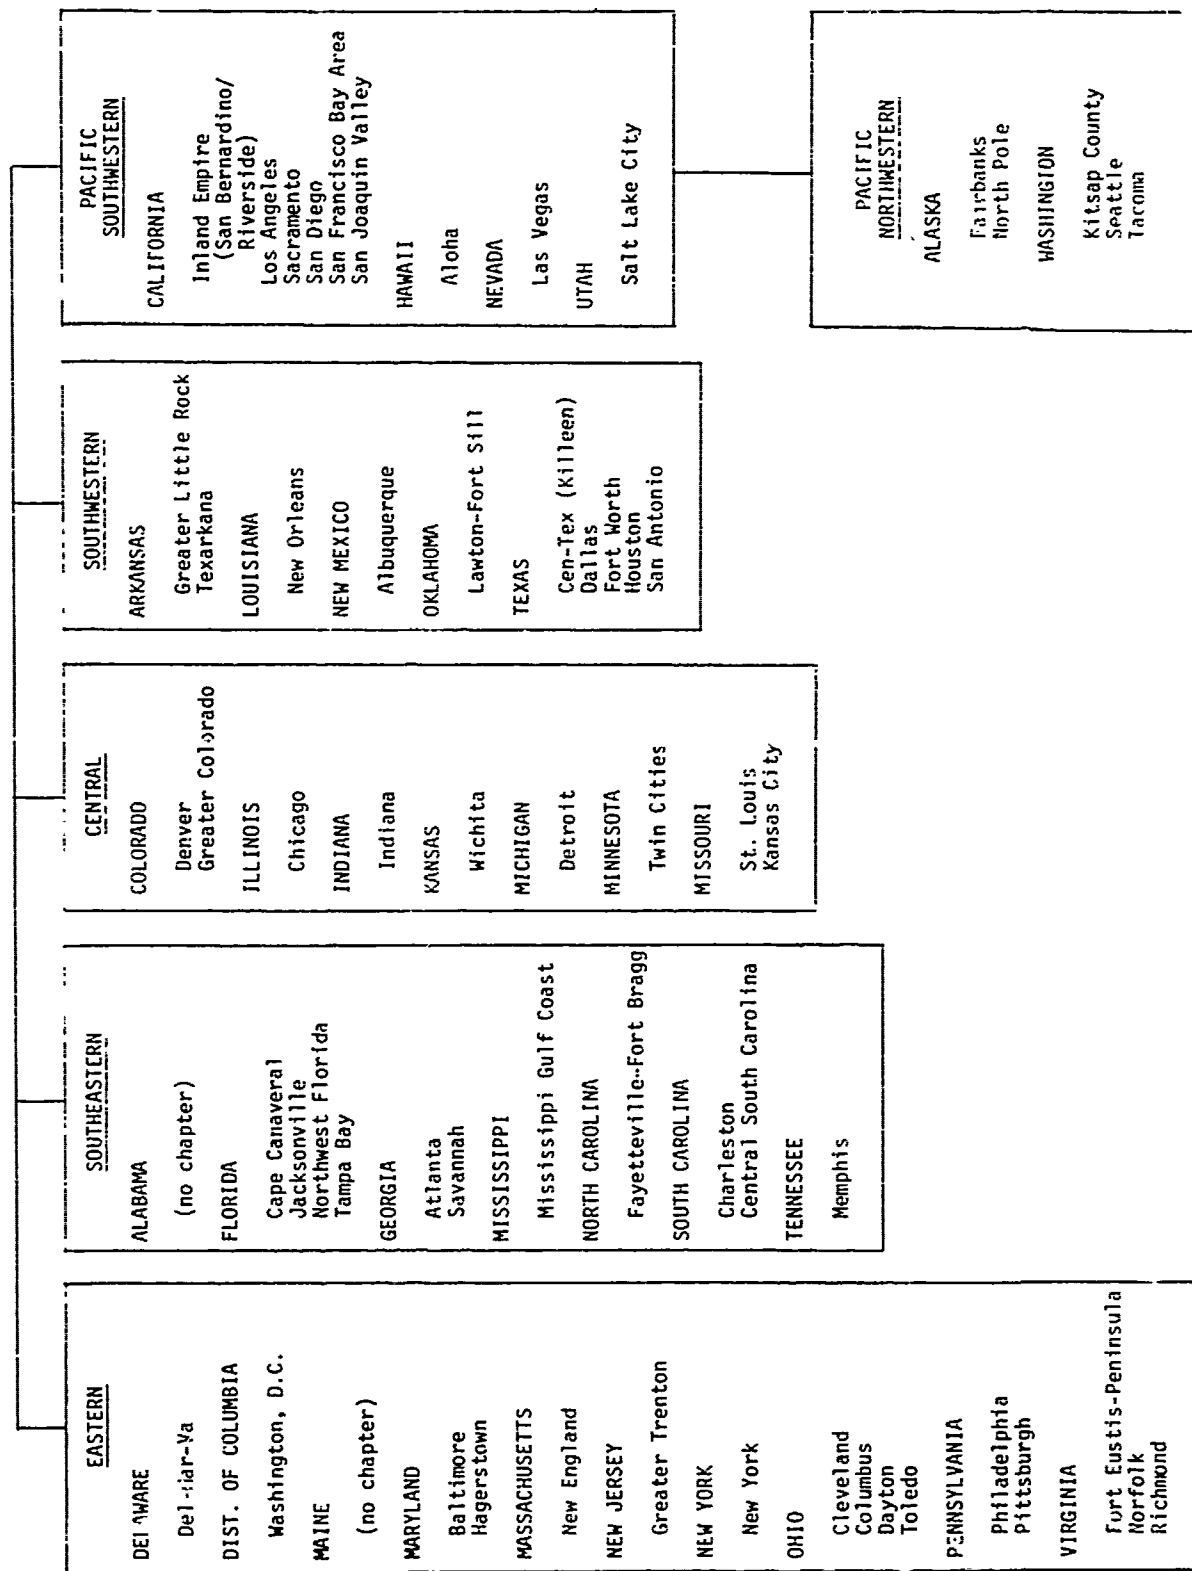 EASTERN
DELAWARE
Del-Mar-Va
DIST. OF COLUMBIA
Washington, D.C.
MAINE
(no chapter)
MARYLAND
Baltimore
Hagerstown
MASSACHUSETTS
New England
NEW JERSEY
Greater Trenton
NEW YORK
New York
OHIO
Cleveland
Columbus
Dayton
Toledo
PENNSYLVANIA
Philadelphia
Pittsburgh
VIRGINIA
Fort Eustis-Peninsula
Norfolk
Richmond
SOUTHEASTERN
ALABAMA
(no chapter)
FLORIDA
Cape Canaveral
Jacksonville
Northwest Florida
Tampa Bay
GEORGIA
Atlanta
Savannah
MISSISSIPPI
Mississippi Gulf Coast
NORTH CAROLINA
Fayetteville-Fort Bragg
SOUTH CAROLINA
Charleston
Central South Carolina
TENNESSEE
Memphis
CENTRAL
COLORADO
Denver
Greater Colorado
ILLINOIS
Chicago
INDIANA
Indiana
KANSAS
Wichita
MICHIGAN
Detroit
MINNESOTA
Twin Cities
MISSOURI
St. Louis
Kansas City
SOUTHWESTERN
ARKANSAS
Greater Little Rock
Texarkana
LOUISIANA
New Orleans
NEW MEXICO
Albuquerque
OKLAHOMA
Lawton-Fort Sill
TEXAS
Cen-Tex (Killeen)
Dallas
Fort Worth
Houston
San Antonio
PACIFIC
SOUTHWESTERN
CALIFORNIA
Inland Empire
(San Bernardino/
Riverside)
Los Angeles
Sacramento
San Diego
San Francisco Bay Area
San Joaquin Valley
HAWAII
Aloha
NEVADA
Las Vegas
UTAH
Salt Lake City
PACIFIC
NORTHWESTERN
ALASKA
Fairbanks
North Pole
WASHINGTON
Kitsap County
Seattle
Tacoma